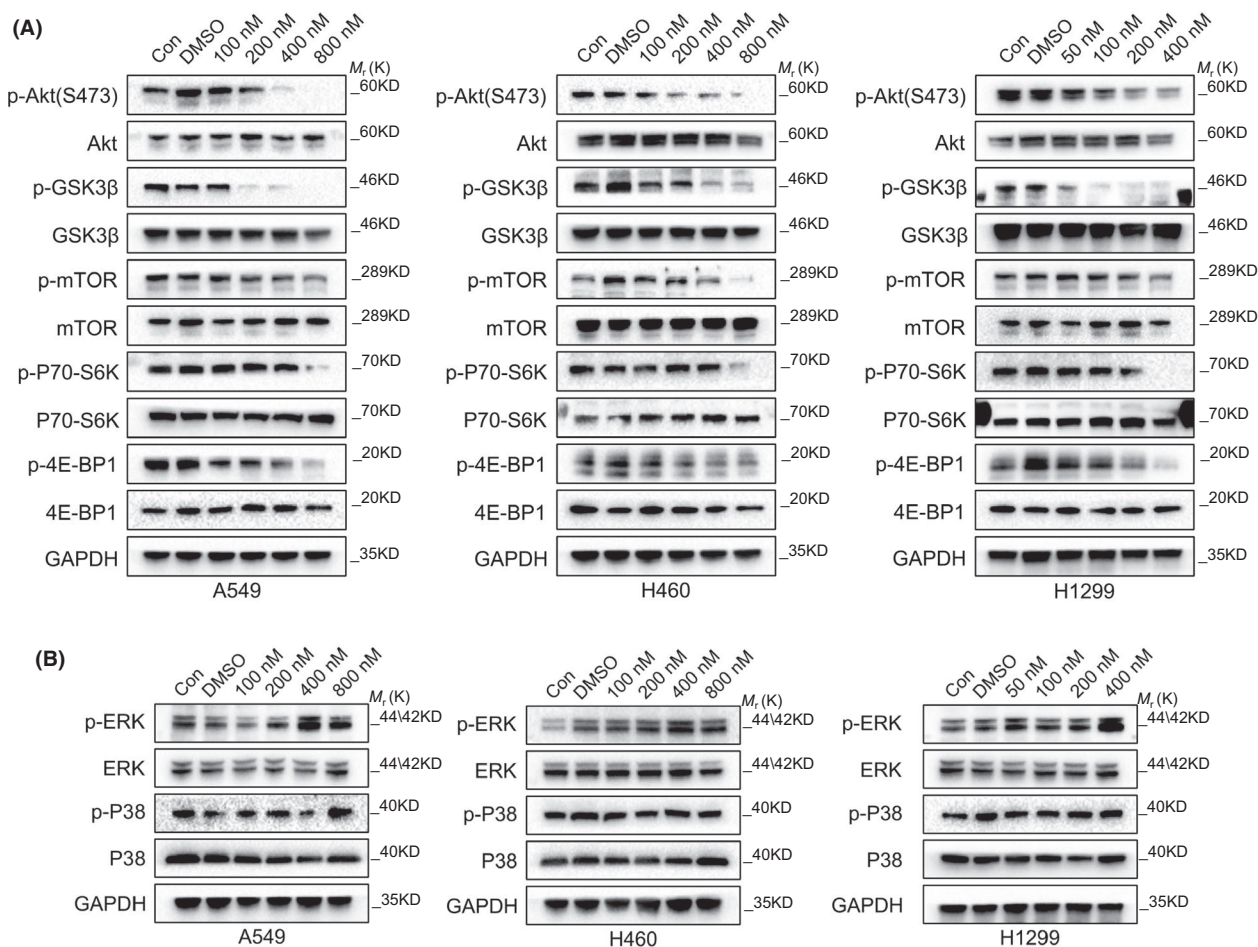 (A)
Con DMSO 100 nM 200 nM 400 nM 800 nM
Mr (K)
p-Akt(S473) _60KD
Akt _60KD
p-GSK3β _46KD
GSK3β _46KD
p-mTOR _289KD
mTOR _289KD
p-P70-S6K _70KD
P70-S6K _70KD
p-4E-BP1 _20KD
4E-BP1 _20KD
GAPDH _35KD
A549
Con DMSO 100 nM 200 nM 400 nM 800 nM
Mr (K)
p-Akt(S473) _60KD
Akt _60KD
p-GSK3β _46KD
GSK3β _46KD
p-mTOR _289KD
mTOR _289KD
p-P70-S6K _70KD
P70-S6K _70KD
p-4E-BP1 _20KD
4E-BP1 _20KD
GAPDH _35KD
H460
Con DMSO 50 nM 100 nM 200 nM 400 nM
Mr (K)
p-Akt(S473) _60KD
Akt _60KD
p-GSK3β _46KD
GSK3β _46KD
p-mTOR _289KD
mTOR _289KD
p-P70-S6K _70KD
P70-S6K _70KD
p-4E-BP1 _20KD
4E-BP1 _20KD
GAPDH _35KD
H1299
(B)
Con DMSO 100 nM 200 nM 400 nM 800 nM
Mr (K)
p-ERK _44\42KD
ERK _44\42KD
p-P38 _40KD
P38 _40KD
GAPDH _35KD
A549
Con DMSO 100 nM 200 nM 400 nM 800 nM
Mr (K)
p-ERK _44\42KD
ERK _44\42KD
p-P38 _40KD
P38 _40KD
GAPDH _35KD
H460
Con DMSO 50 nM 100 nM 200 nM 400 nM
Mr (K)
p-ERK _44\42KD
ERK _44\42KD
p-P38 _40KD
P38 _40KD
GAPDH _35KD
H1299